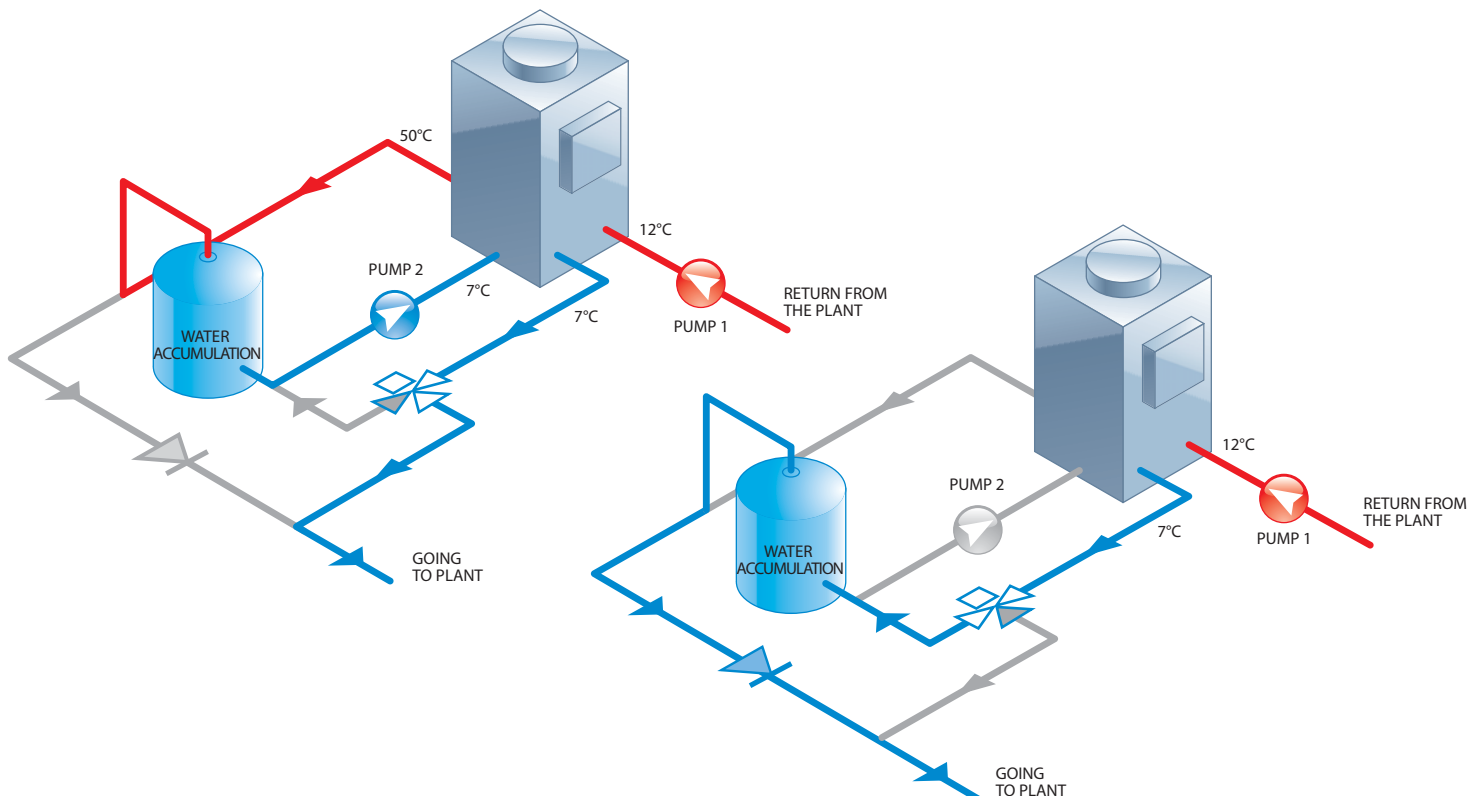 50°C
12°C
PUMP 2
7°C
7°C
RETURN FROM
THE PLANT
PUMP 1
WATER
ACCUMULATION
GOING
TO PLANT
12°C
PUMP 2
RETURN FROM
THE PLANT
7°C
PUMP 1
WATER
ACCUMULATION
GOING
TO PLANT